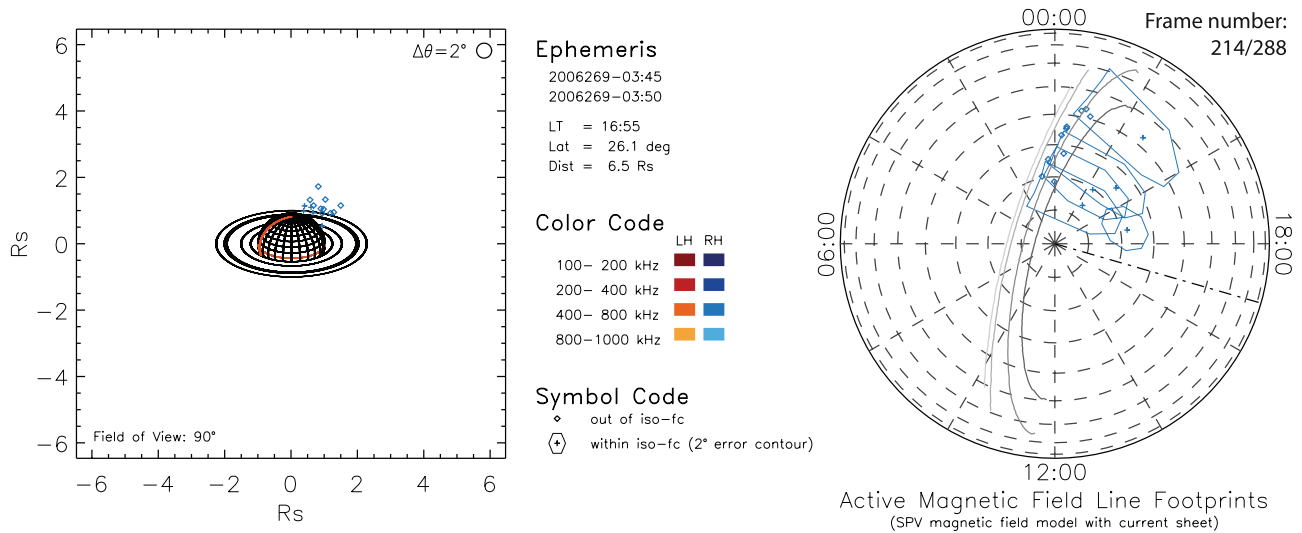 Δθ=2°
6
4
2
0
−2
−4
−6
Rs
Field of View: 90°
−6 −4 −2 0 2 4 6
Rs
Ephemeris
2006269−03:45
2006269−03:50
LT = 16:55
Lat = 26.1 deg
Dist = 6.5 Rs
Color Code
LH RH
100− 200 kHz
200− 400 kHz
400− 800 kHz
800−1000 kHz
Symbol Code
out of iso−fc
within iso−fc (2° error contour)
Frame number:
214/288
00:00
06:00
18:00
12:00
Active Magnetic Field Line Footprints
(SPV magnetic field model with current sheet)